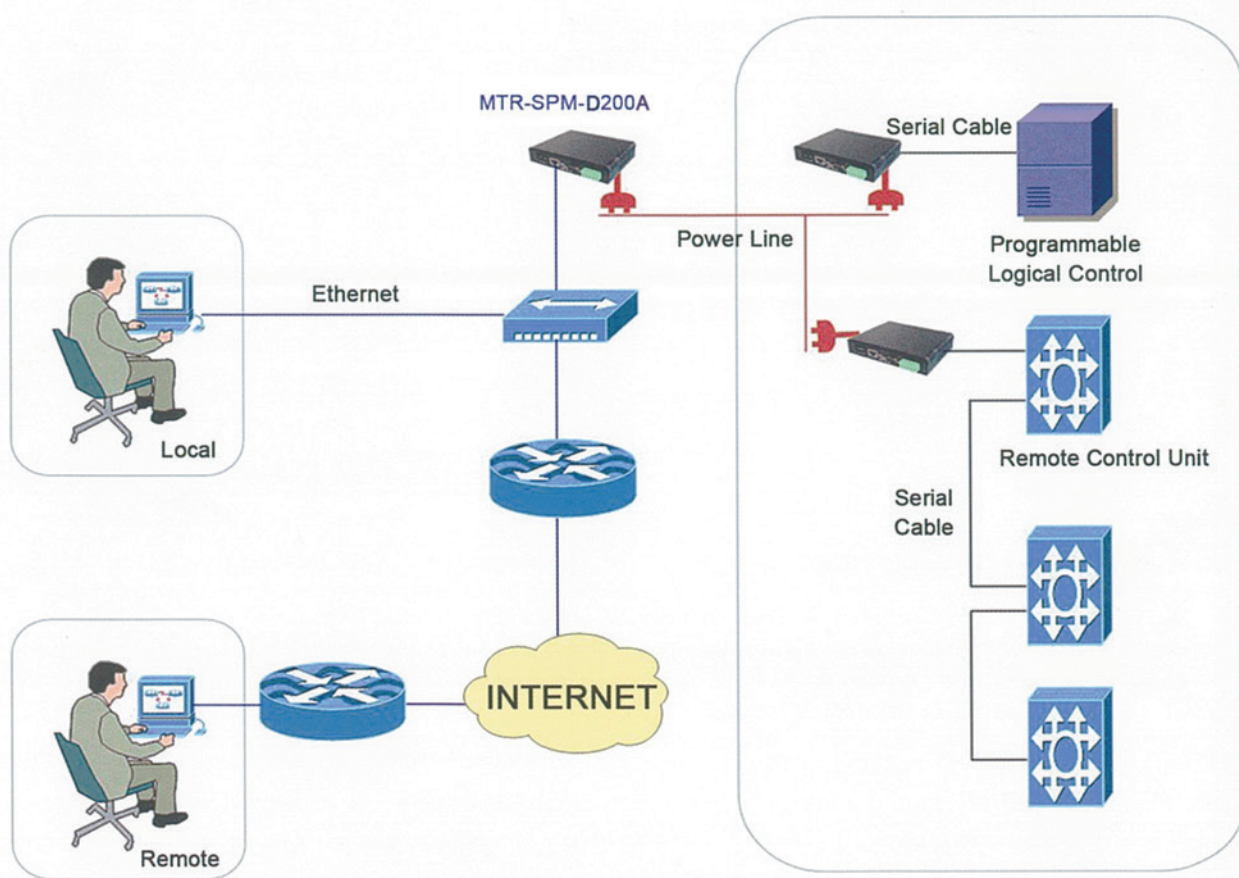 MTR-SPM-D200A
Serial Cable
Power Line
Programmable
Logical Control
Ethernet
Local
Remote Control Unit
Serial
Cable
INTERNET
Remote